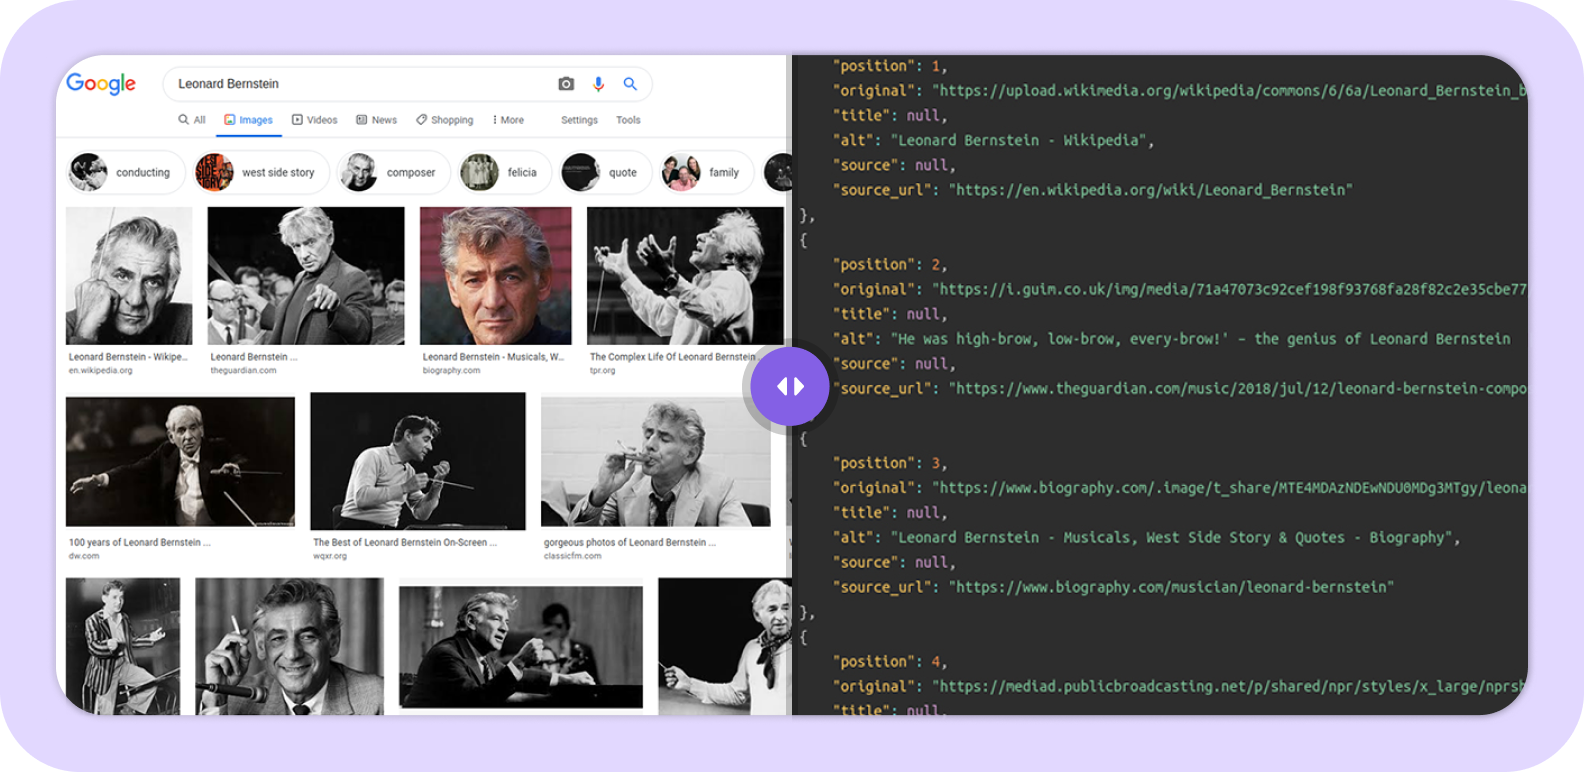 Google
Leonard Bernstein
All Images Videos News Shopping More Settings Tools
conducting west side story composer felicia quote family
WEST SIDE STORY
Leonard Bernstein - Wikipe... Leonard Bernstein ... Leonard Bernstein - Musicals, W... The Complex Life Of Leonard Bernstein...
en.wikipedia.org theguardian.com biography.com tpr.org
100 years of Leonard Bernstein ... The Best of Leonard Bernstein On-Screen ... gorgeous photos of Leonard Bernstein ...
dw.com wqxr.org classicfm.com
"position": 1,
"original": "https://upload.wikimedia.org/wikipedia/commons/6/6a/Leonard_Bernstein_b
"title": null,
"alt": "Leonard Bernstein - Wikipedia",
"source": null,
"source_url": "https://en.wikipedia.org/wiki/Leonard_Bernstein"
},
{
"position": 2,
"original": "https://i.guim.co.uk/img/media/71a47073c92cef198f93768fa28f82c2e35cbe77
"title": null,
"alt": "'He was high-brow, low-brow, every-brow!' – the genius of Leonard Bernstein
"source": null,
"source_url": "https://www.theguardian.com/music/2018/jul/12/leonard-bernstein-compo
{
"position": 3,
"original": "https://www.biography.com/.image/t_share/MTE4MDAzNDEwNDU0MDg3MTgy/leona
"title": null,
"alt": "Leonard Bernstein - Musicals, West Side Story & Quotes - Biography",
"source": null,
"source_url": "https://www.biography.com/musician/leonard-bernstein"
},
{
"position": 4,
"original": "https://mediad.publicbroadcasting.net/p/shared/npr/styles/x_large/nprsh
"title": null,